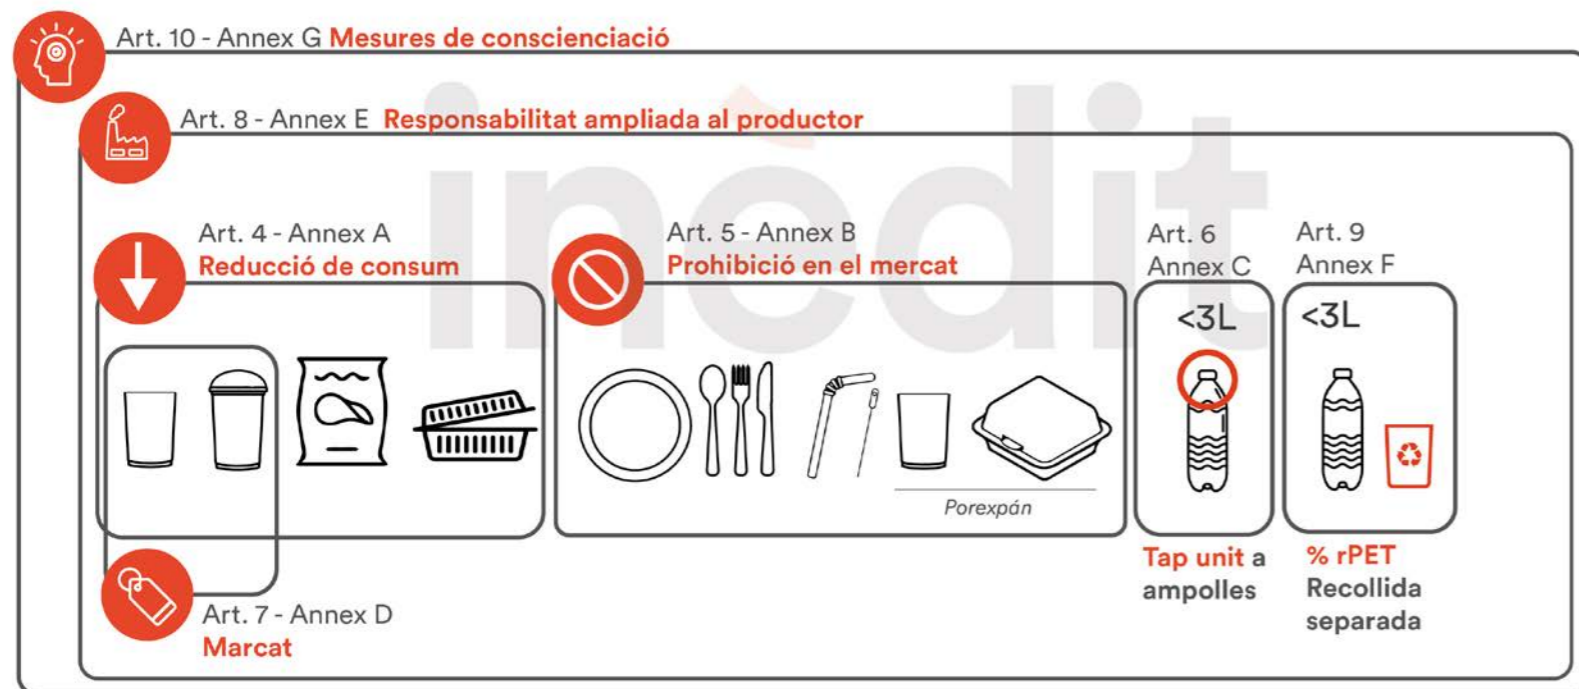 Art. 10 - Annex G Mesures de conscienciació
Art. 8 - Annex E Responsabilitat ampliada al productor
inèdit
Art. 4 - Annex A
Reducció de consum
Art. 5 - Annex B
Prohibició en el mercat
Art. 6
Annex C
<3L
Art. 9
Annex F
<3L
Porexpán
Tap unit a
ampolles
% rPET
Recollida
separada
Art. 7 - Annex D
Marcat